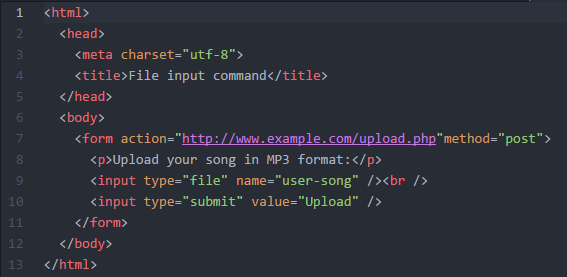 1 <html>
2 <head>
3 <meta charset="utf-8">
4 <title>File input command</title>
5 </head>
6 <body>
7 <form action="http://www.example.com/upload.php"method="post">
8 <p>Upload your song in MP3 format:</p>
9 <input type="file" name="user-song" /><br />
10 <input type="submit" value="Upload" />
11 </form>
12 </body>
13 </html>